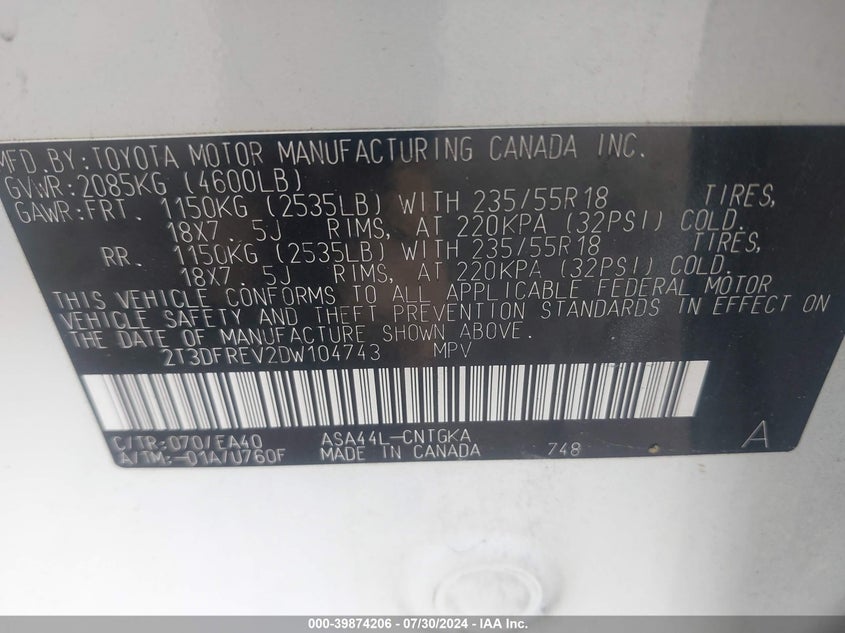 MFD.BY:TOYOTA MOTOR MANUFACTURING CANADA INC.
GVWR:2085KG (4600LB)
GAWR:FRT. 1150KG (2535LB) WITH 235/55R18 TIRES,
18X7.5J RIMS, AT 220KPA (32PSI) COLD.
RR. 1150KG (2535LB) WITH 235/55R18 TIRES,
18X7.5J RIMS, AT 220KPA (32PSI) COLD.
THIS VEHICLE CONFORMS TO ALL APPLICABLE FEDERAL MOTOR
VEHICLE SAFETY AND THEFT PREVENTION STANDARDS IN EFFECT ON
THE DATE OF MANUFACTURE SHOWN ABOVE.
2T3DFREV2DW104743 MPV
C/TR:070/EA40 ASA44L-CNTGKA A
A/TM:-01A/U760F MADE IN CANADA 748
000-39874206 - 07/30/2024 - IAA Inc.